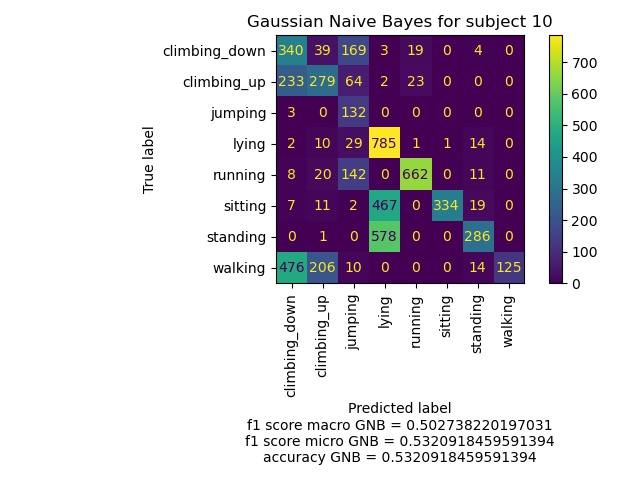 Gaussian Naive Bayes for subject 10
climbing_down 340 39 169 3 19 0 4 0
climbing_up 233 279 64 2 23 0 0 0
jumping 3 0 132 0 0 0 0 0
lying 2 10 29 785 1 1 14 0
running 8 20 142 0 662 0 11 0
sitting 7 11 2 467 0 334 19 0
standing 0 1 0 578 0 0 286 0
walking 476 206 10 0 0 0 14 125
True label
climbing_down climbing_up jumping lying running sitting standing walking
700
600
500
400
300
200
100
0
Predicted label
f1 score macro GNB = 0.502738220197031
f1 score micro GNB = 0.5320918459591394
accuracy GNB = 0.5320918459591394